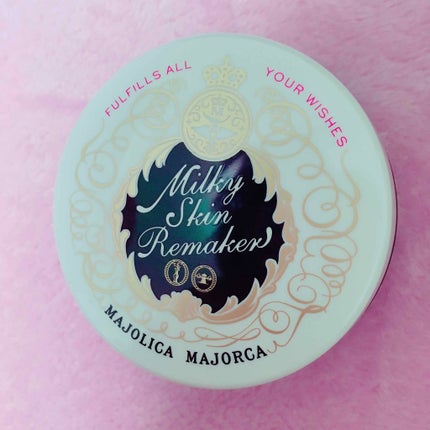 FULFILLS ALL YOUR WISHES
Milky
Skin
Remaker
MAJOLICA MAJORCA